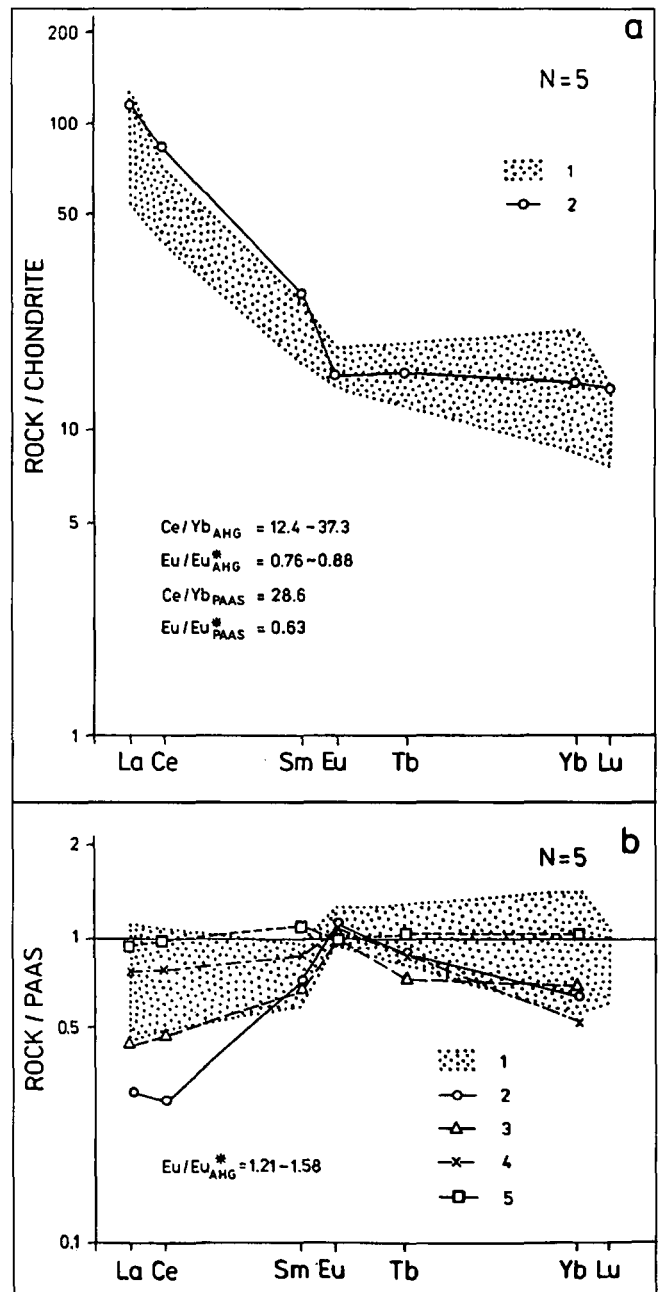 a
N=5
200
100
50
10
5
1
ROCK / CHONDRITE
1
2
Ce/Yb AHG = 12.4 - 37.3
Eu/Eu* AHG = 0.76 - 0.88
Ce/Yb PAAS = 28.6
Eu/Eu* PAAS = 0.63
La Ce Sm Eu Tb Yb Lu
b
N=5
2
1
0.5
0.1
ROCK / PAAS
1
2
3
4
5
Eu/Eu* AHG = 1.21 - 1.58
La Ce Sm Eu Tb Yb Lu